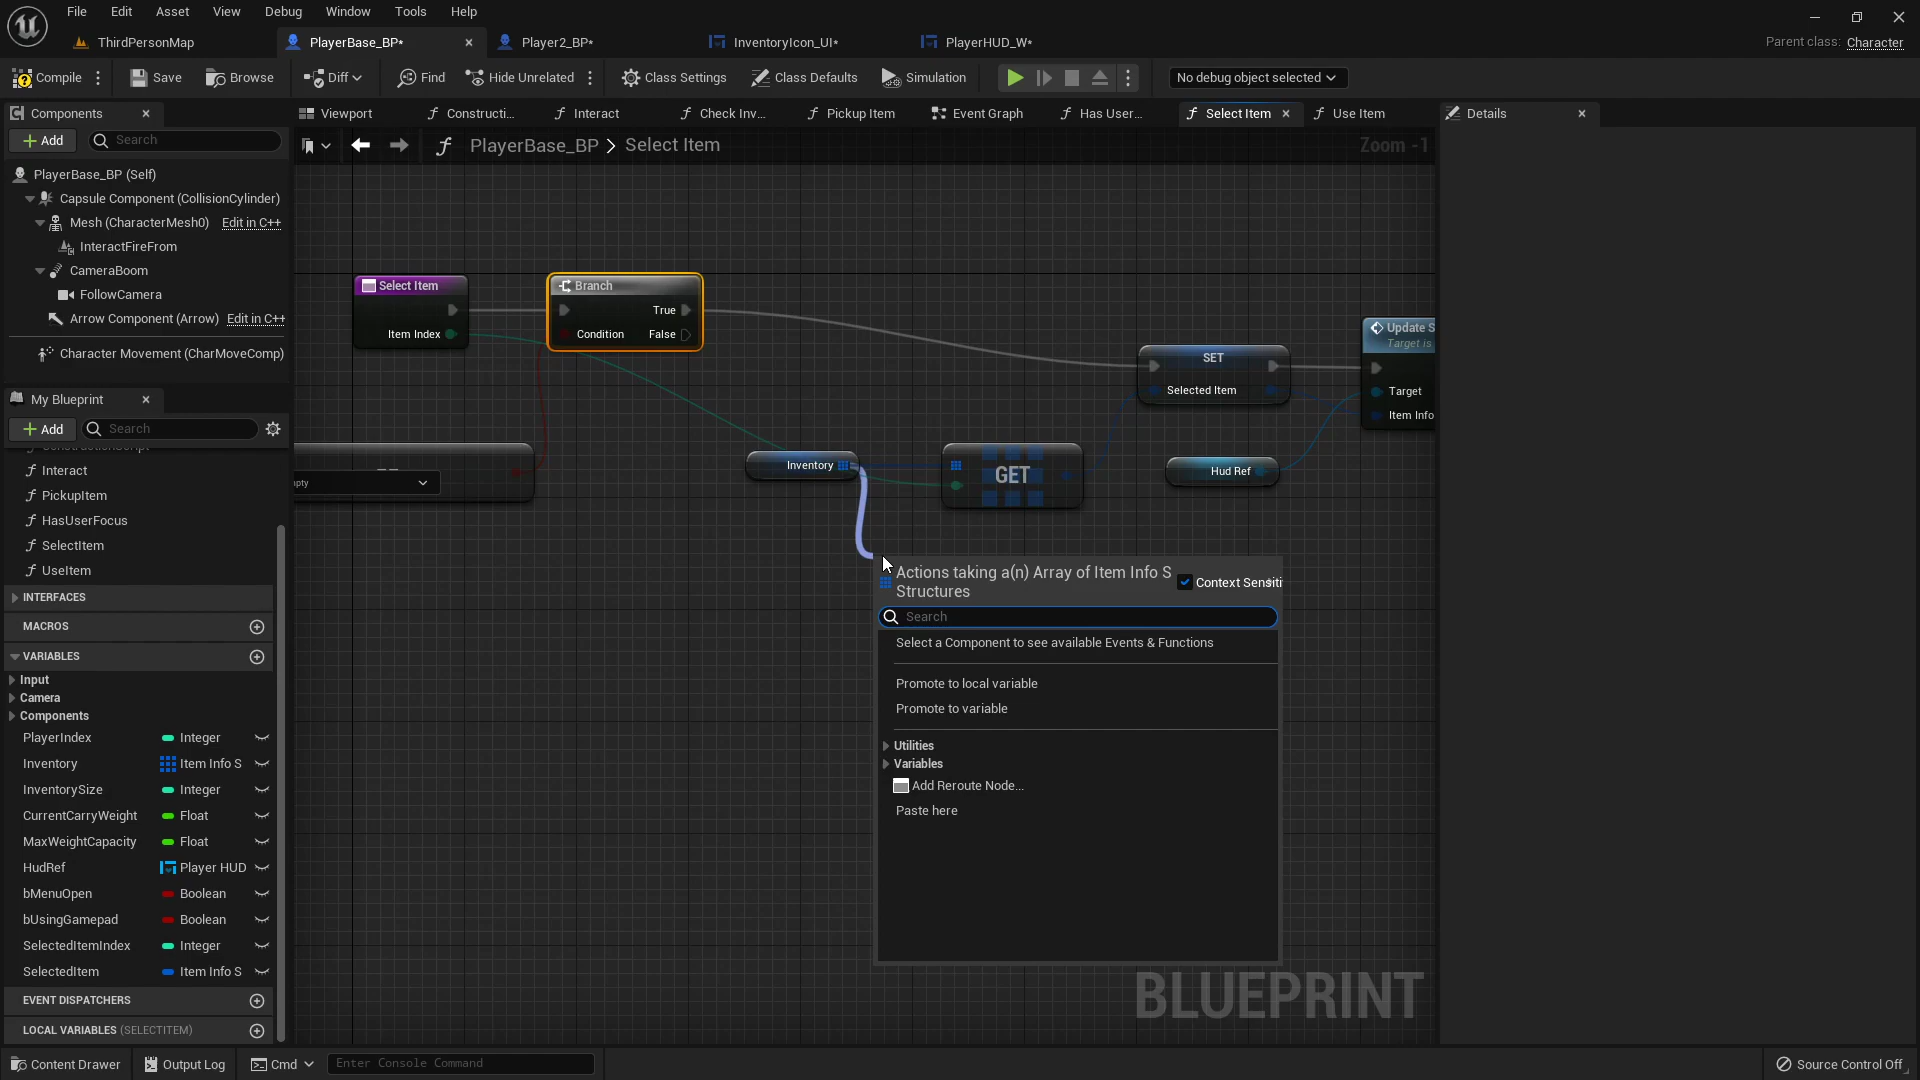 File Edit Asset View Debug Window Tools Help
ThirdPersonMap PlayerBase_BP* Player2_BP* InventoryIcon_UI* PlayerHUD_W* Parent class: Character
Compile Save Browse Diff Find Hide Unrelated Class Settings Class Defaults Simulation No debug object selected
Components
Add Search
PlayerBase_BP (Self)
Capsule Component (CollisionCylinder)
Mesh (CharacterMesh0) Edit in C++
InteractFireFrom
CameraBoom
FollowCamera
Arrow Component (Arrow) Edit in C++
Character Movement (CharMoveComp)
My Blueprint
Add Search
ConstructionScript
Interact
PickupItem
HasUserFocus
SelectItem
UseItem
INTERFACES
MACROS
VARIABLES
Input
Camera
Components
PlayerIndex Integer
Inventory Item Info S
InventorySize Integer
CurrentCarryWeight Float
MaxWeightCapacity Float
HudRef Player HUD
bMenuOpen Boolean
bUsingGamepad Boolean
SelectedItemIndex Integer
SelectedItem Item Info S
EVENT DISPATCHERS
LOCAL VARIABLES (SELECTITEM)
Viewport Constructi... Interact Check Inv... Pickup Item Event Graph Has User... Select Item Use Item
PlayerBase_BP > Select Item Zoom -1
Select Item
Item Index
Branch
True
Condition False
SET
Selected Item
Update S
Target is
Target
Item Info
Inventory
GET
Hud Ref
pty
Actions taking a(n) Array of Item Info S
Structures
Context Sensiti
Search
Select a Component to see available Events & Functions
Promote to local variable
Promote to variable
Utilities
Variables
Add Reroute Node...
Paste here
BLUEPRINT
Details
Content Drawer Output Log Cmd Enter Console Command Source Control Off